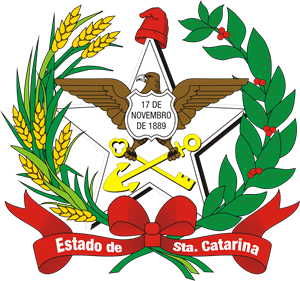 17 DE
NOVEMBRO
DE 1889
Estado de Sta. Catarina